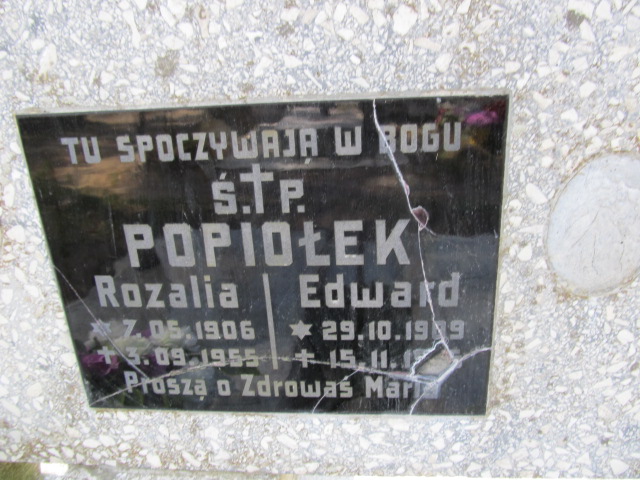 TU SPOCZYWAJĄ W BOGU
Ś.†P.
POPIOŁEK
Rozalia | Edward
* 7.05.1906 * 29.10.1909
† 3.09.1955 † 15.11.
Proszą o Zdrowaś Maria